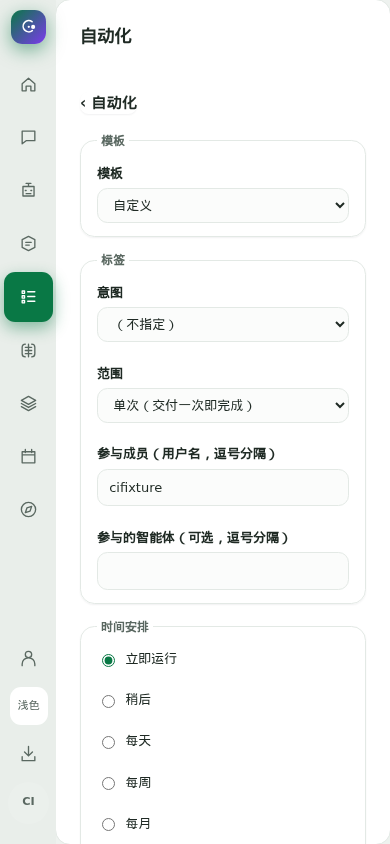 自动化
‹ 自动化
模板
模板
自定义
标签
意图
（不指定）
范围
单次（交付一次即完成）
参与成员（用户名，逗号分隔）
cifixture
参与的智能体（可选，逗号分隔）
时间安排
立即运行
稍后
每天
每周
每月
浅色
CI